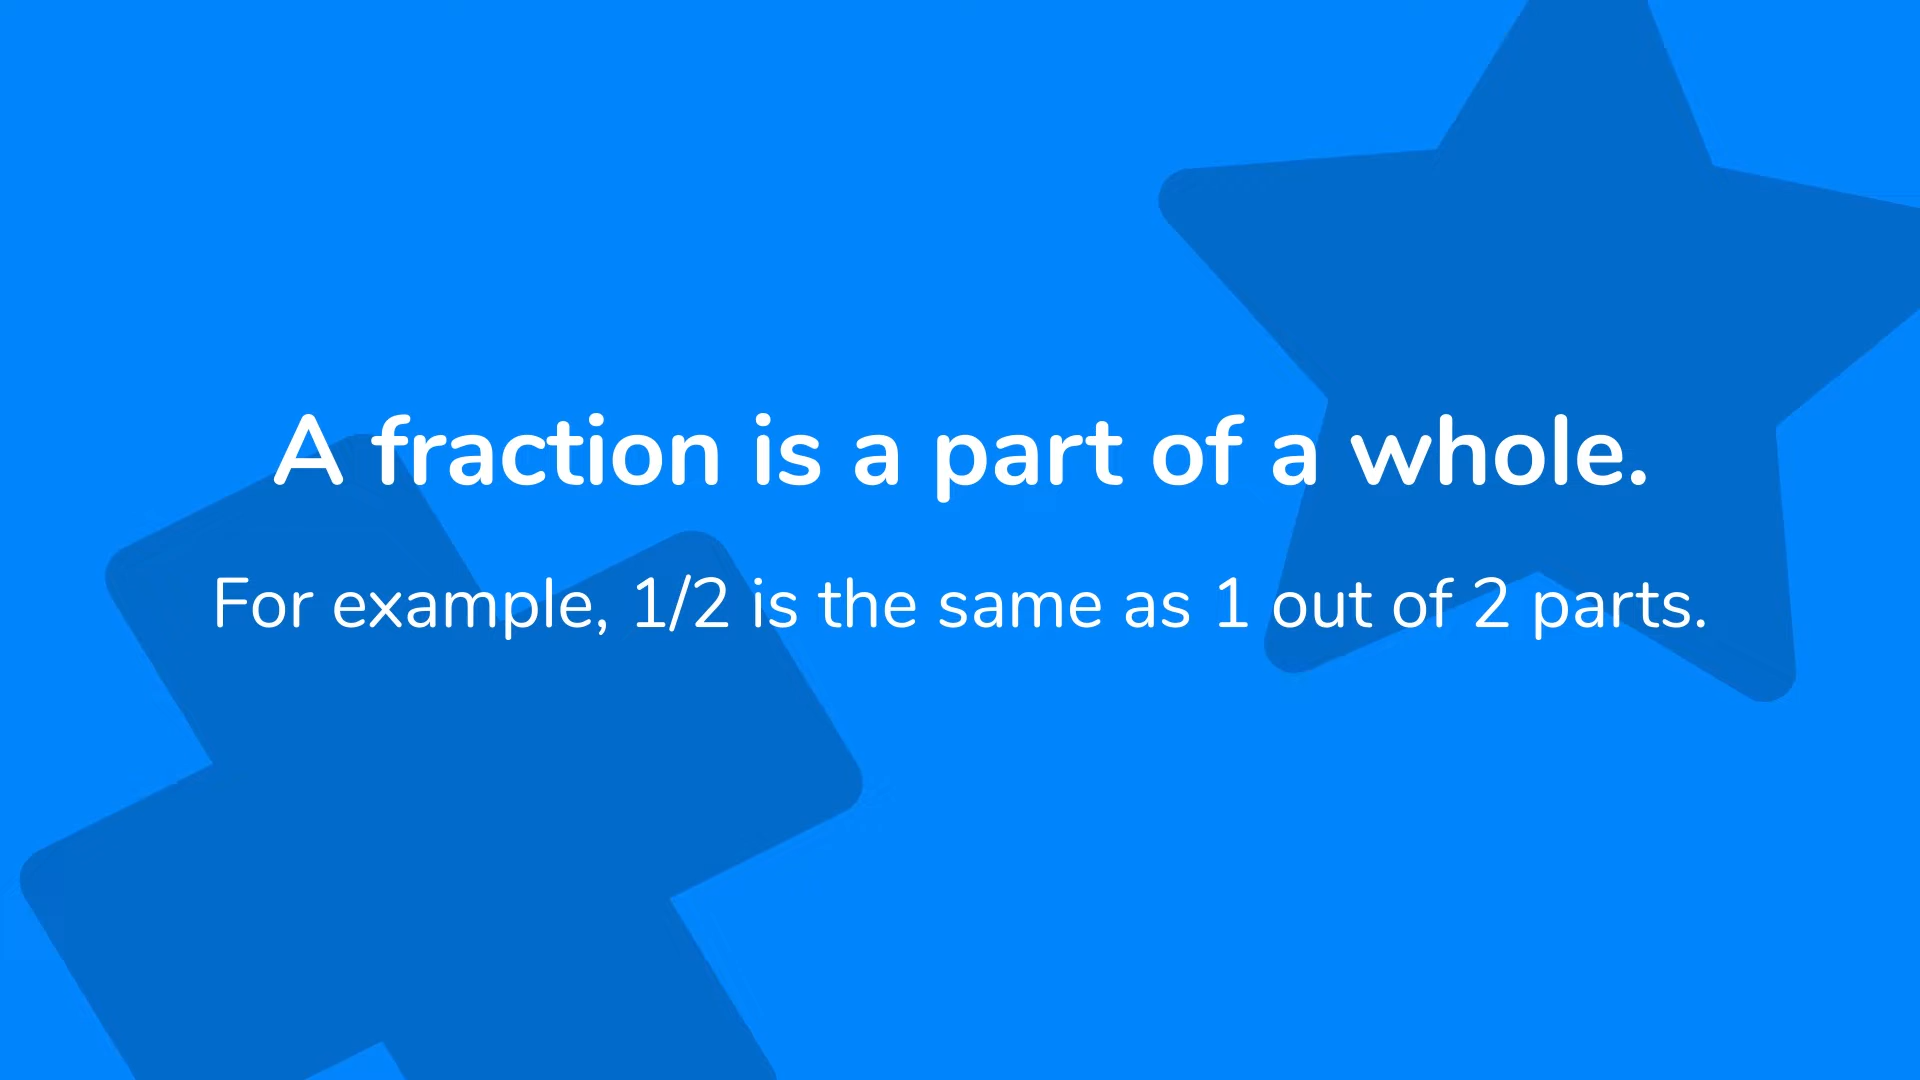 A fraction is a part of a whole.
For example, 1/2 is the same as 1 out of 2 parts.